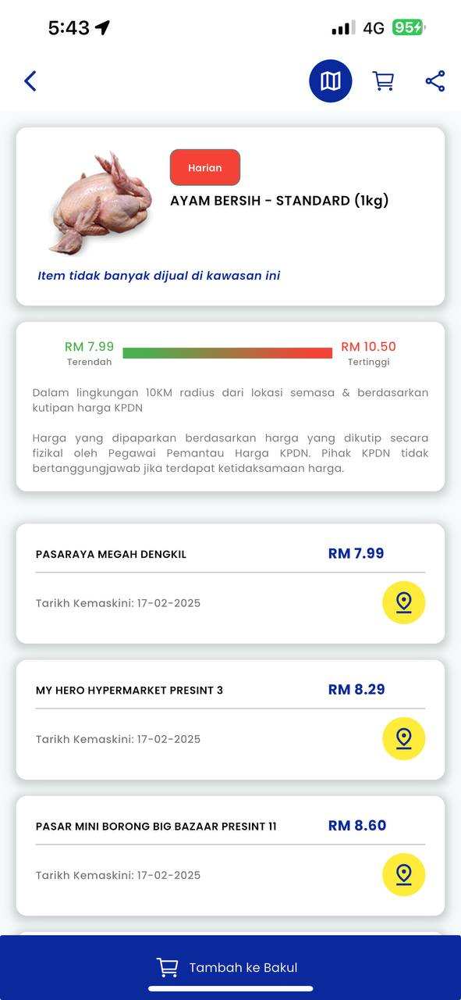 5:43
4G
95
Harian
AYAM BERSIH - STANDARD (1kg)
Item tidak banyak dijual di kawasan ini
RM 7.99
RM 10.50
Terendah
Tertinggi
Dalam lingkungan 10KM radius dari lokasi semasa & berdasarkan
kutipan harga KPDN
Harga yang dipaparkan berdasarkan harga yang dikutip secara
fizikal oleh Pegawai Pemantau Harga KPDN. Pihak KPDN tidak
bertanggungjawab jika terdapat ketidaksamaan harga.
PASARAYA MEGAH DENGKIL
RM 7.99
Tarikh Kemaskini: 17-02-2025
MY HERO HYPERMARKET PRESINT 3
RM 8.29
Tarikh Kemaskini: 17-02-2025
PASAR MINI BORONG BIG BAZAAR PRESINT 11
RM 8.60
Tarikh Kemaskini: 17-02-2025
Tambah ke Bakul